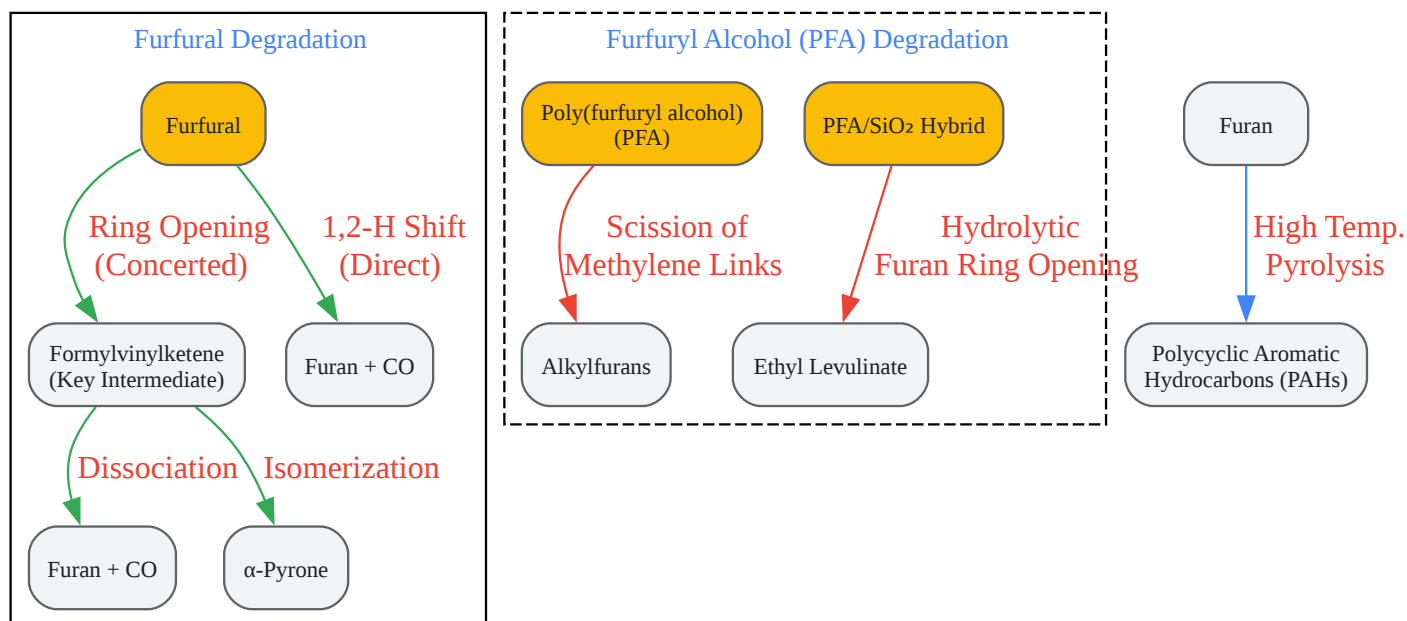 Furfural Degradation
Furfural
Ring Opening
(Concerted)
1,2-H Shift
(Direct)
Formylvinylketene
(Key Intermediate)
Furan + CO
Dissociation
Isomerization
Furan + CO
α-Pyrone
Furfuryl Alcohol (PFA) Degradation
Poly(furfuryl alcohol)
(PFA)
PFA/SiO₂ Hybrid
Scission of
Methylene Links
Hydrolytic
Furan Ring Opening
Alkylfurans
Ethyl Levulinate
Furan
High Temp.
Pyrolysis
Polycyclic Aromatic
Hydrocarbons (PAHs)